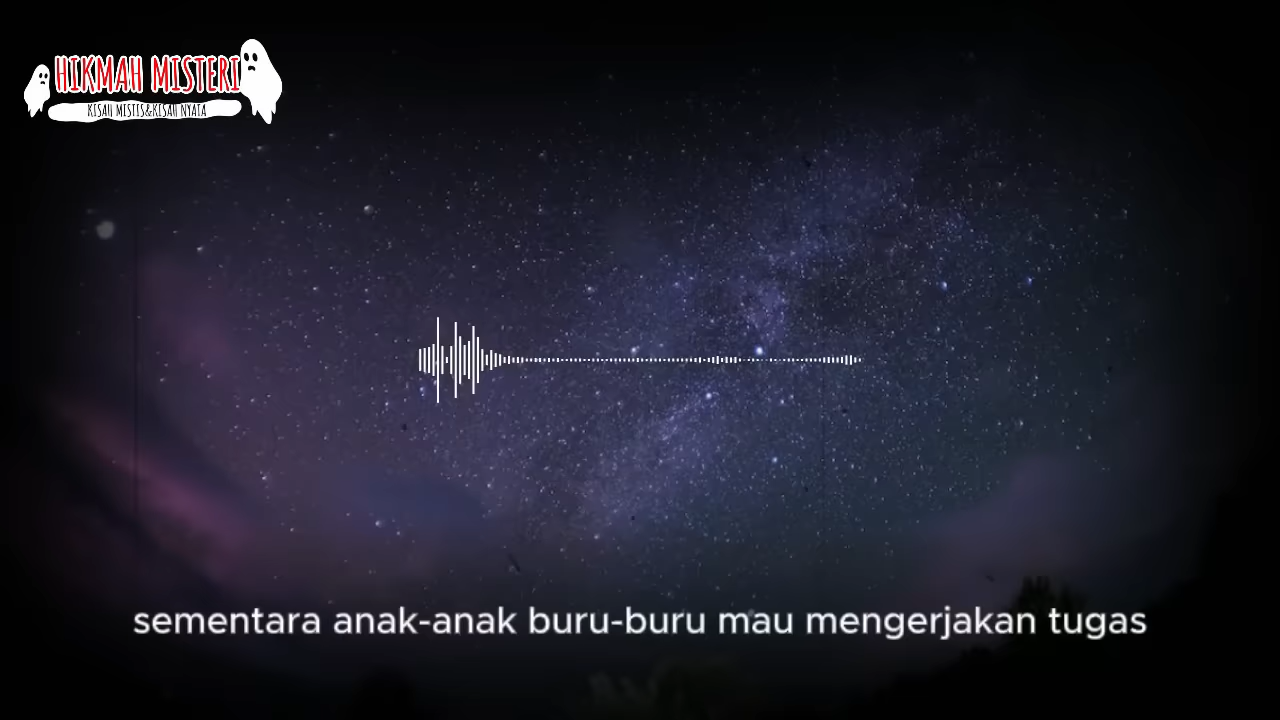 HIKMAH MISTERI
KISAH MISTIS&KISAH NYATA
sementara anak-anak buru-buru mau mengerjakan tugas